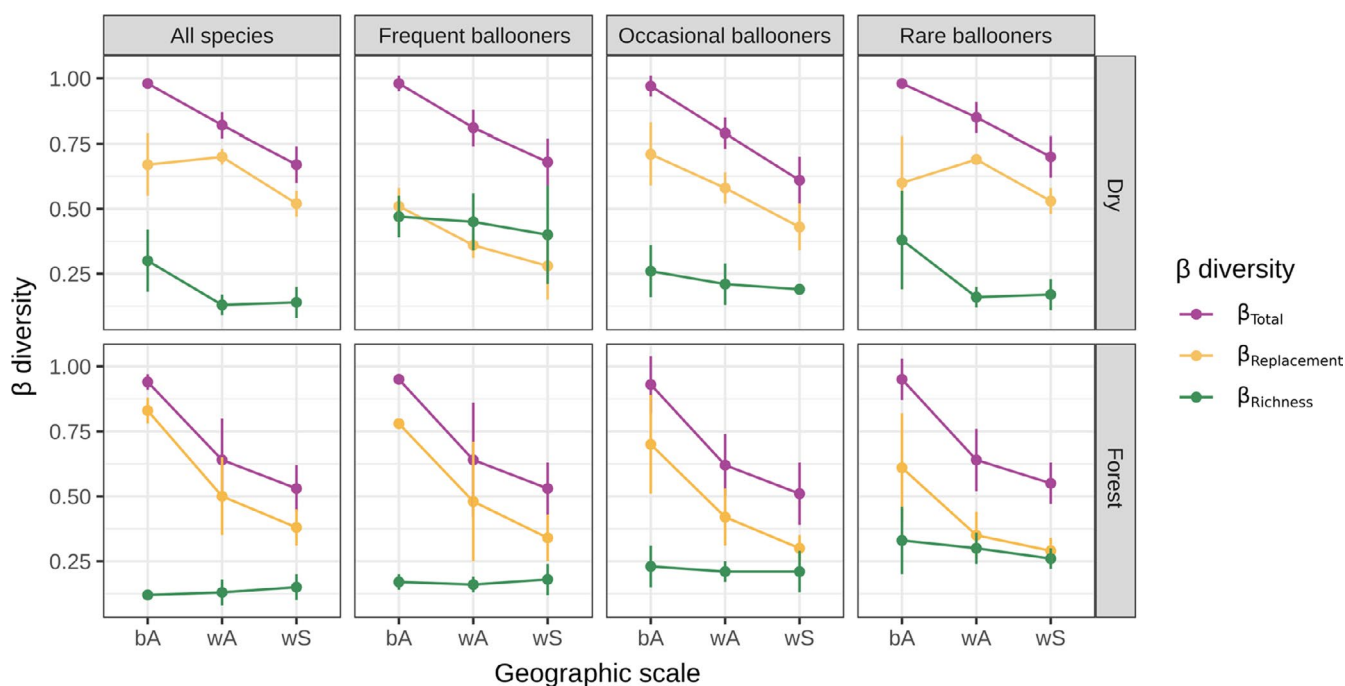 All species Frequent ballooners Occasional ballooners Rare ballooners
1.00
0.75
0.50
0.25
Dry
1.00
0.75
0.50
0.25
Forest
β diversity
bA wA wS bA wA wS bA wA wS bA wA wS
Geographic scale
β diversity
βTotal
βReplacement
βRichness